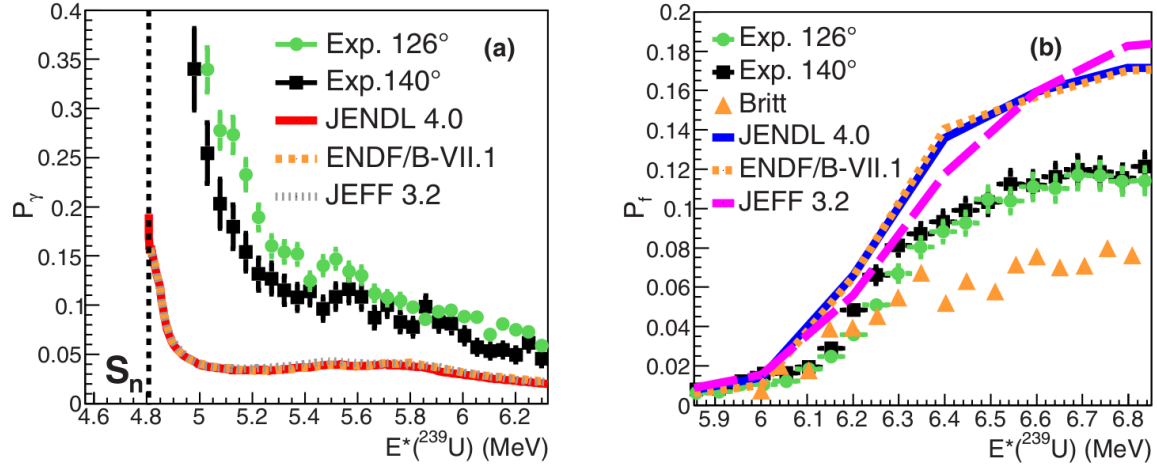 (a)
Exp. 126°
Exp.140°
JENDL 4.0
ENDF/B-VII.1
JEFF 3.2
Pγ
0.4
0.35
0.3
0.25
0.2
0.15
0.1
0.05
0
Sn
4.6 4.8 5 5.2 5.4 5.6 5.8 6 6.2
E*(²³⁹U) (MeV)
(b)
Exp. 126°
Exp. 140°
Britt
JENDL 4.0
ENDF/B-VII.1
JEFF 3.2
Pf
0.2
0.18
0.16
0.14
0.12
0.1
0.08
0.06
0.04
0.02
0
5.9 6 6.1 6.2 6.3 6.4 6.5 6.6 6.7 6.8
E*(²³⁹U) (MeV)